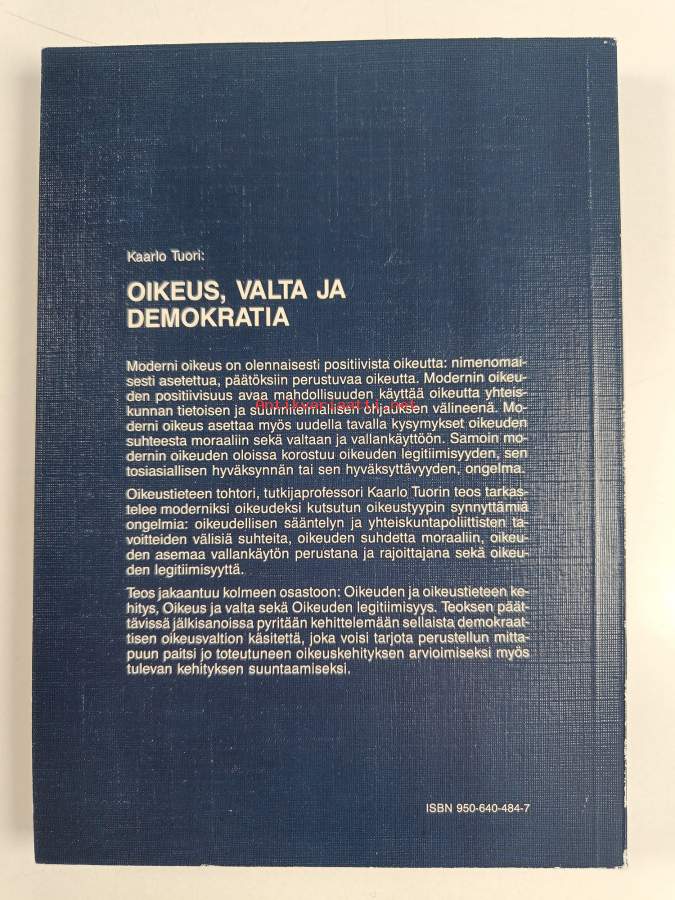 Kaarlo Tuori:
OIKEUS, VALTA JA
DEMOKRATIA
Moderni oikeus on olennaisesti positiivista oikeutta: nimenomai-
sesti asetettua, päätöksiin perustuvaa oikeutta. Modernin oikeu-
den positiivisuus avaa mahdollisuuden käyttää oikeutta yhteis-
kunnan tietoisen ja suunnitelmallisen ohjauksen välineenä. Mo-
derni oikeus asettaa myös uudella tavalla kysymykset oikeuden
suhteesta moraaliin sekä valtaan ja vallankäyttöön. Samoin mo-
dernin oikeuden oloissa korostuu oikeuden legitiimisyyden, sen
tosiasiallisen hyväksynnän tai sen hyväksyttävyyden, ongelma.
Oikeustieteen tohtori, tutkijaprofessori Kaarlo Tuorin teos tarkas-
telee moderniksi oikeudeksi kutsutun oikeustyypin synnyttämiä
ongelmia: oikeudellisen sääntelyn ja yhteiskuntapoliittisten ta-
voitteiden välisiä suhteita, oikeuden suhdetta moraaliin, oikeu-
den asemaa vallankäytön perustana ja rajoittajana sekä oikeu-
den legitiimisyyttä.
Teos jakaantuu kolmeen osastoon: Oikeuden ja oikeustieteen ke-
hitys, Oikeus ja valta sekä Oikeuden legitiimisyys. Teoksen päät-
tävissä jälkisanoissa pyritään kehittelemään sellaista demokraat-
tisen oikeusvaltion käsitettä, joka voisi tarjota perustellun mitta-
puun paitsi jo toteutuneen oikeuskehityksen arvioimiseksi myös
tulevan kehityksen suuntaamiseksi.
ISBN 950-640-484-7